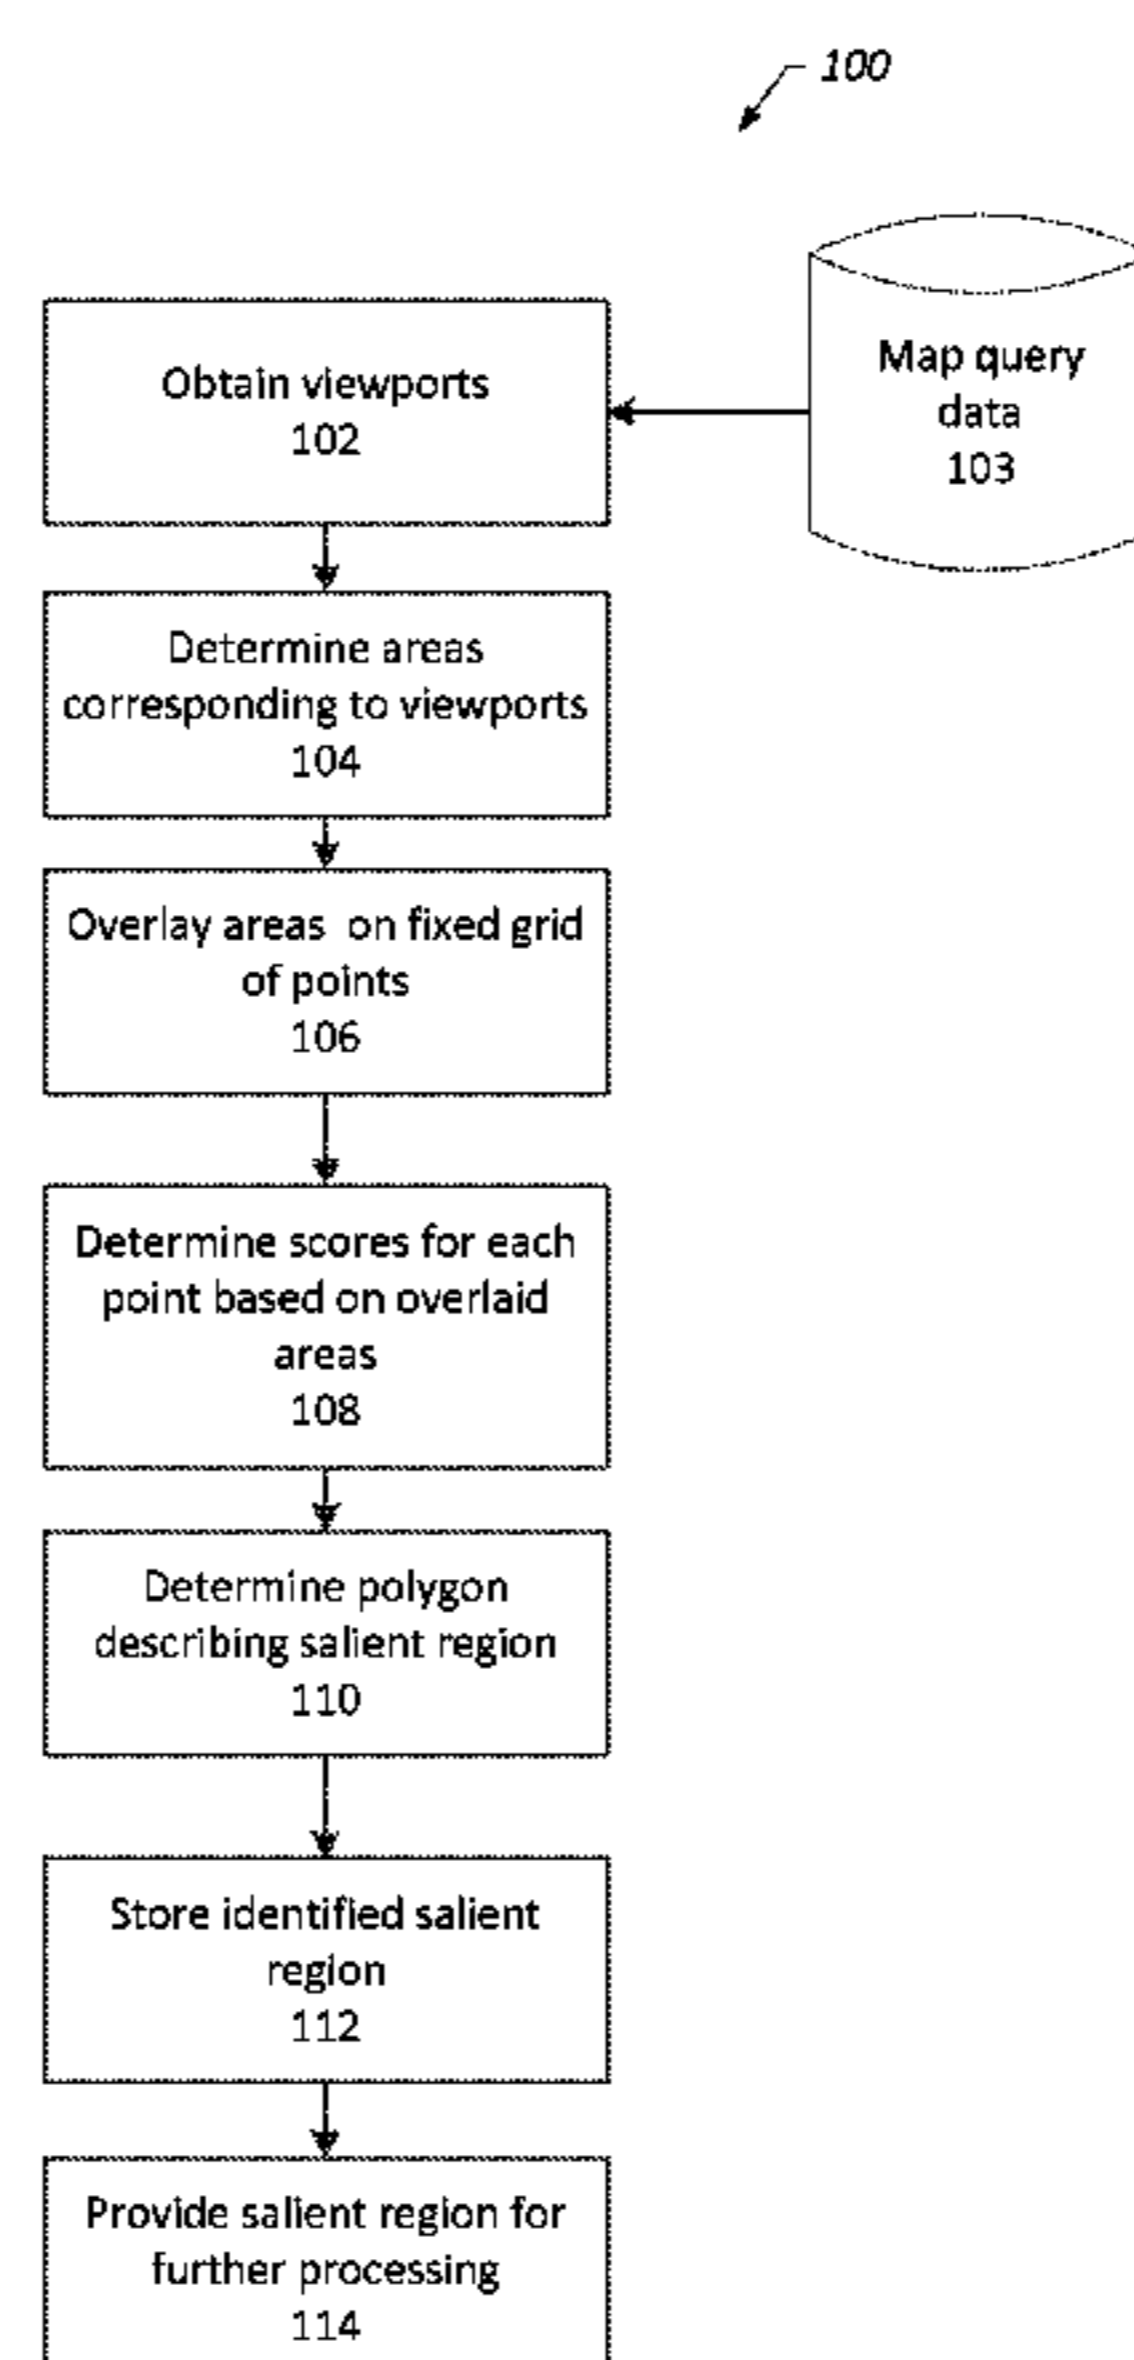 100
Map query
data
103
Obtain viewports
102
Determine areas
corresponding to viewports
104
Overlay areas on fixed grid
of points
106
Determine scores for each
point based on overlaid
areas
108
Determine polygon
describing salient region
110
Store identified salient
region
112
Provide salient region for
further processing
114